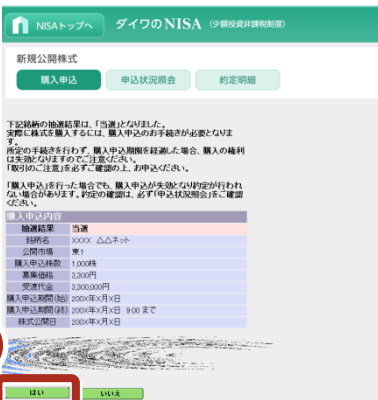 NISAトップへ
ダイワのNISA (少額投資非課税制度)
新規公開株式
購入申込
申込状況照会
約定明細
下記銘柄の抽選結果は、「当選」となりました。
実際に株式を購入するには、購入申込のお手続きが必要となりま
す。
所定の手続きを行わず、購入申込期限を経過した場合、購入の権利
は失効となりますのでご注意ください。
「取引のご注意」を必ずご確認の上、お申込ください。
「購入申込」を行った場合でも、購入申込が失効となり約定が行われ
ない場合があります。約定の確認は、必ず「申込状況照会」をご確認
ください。
購入申込内容
抽選結果 当選
銘柄名 XXXX △△ネット
公開市場 東1
購入申込株数 1,000株
募集価格 3,300円
受渡代金 3,300,000円
購入申込期間(始) 200X年X月X日
購入申込期間(終) 200X年X月X日 9:00 まで
株式公開日 200X年X月X日
はい
いいえ